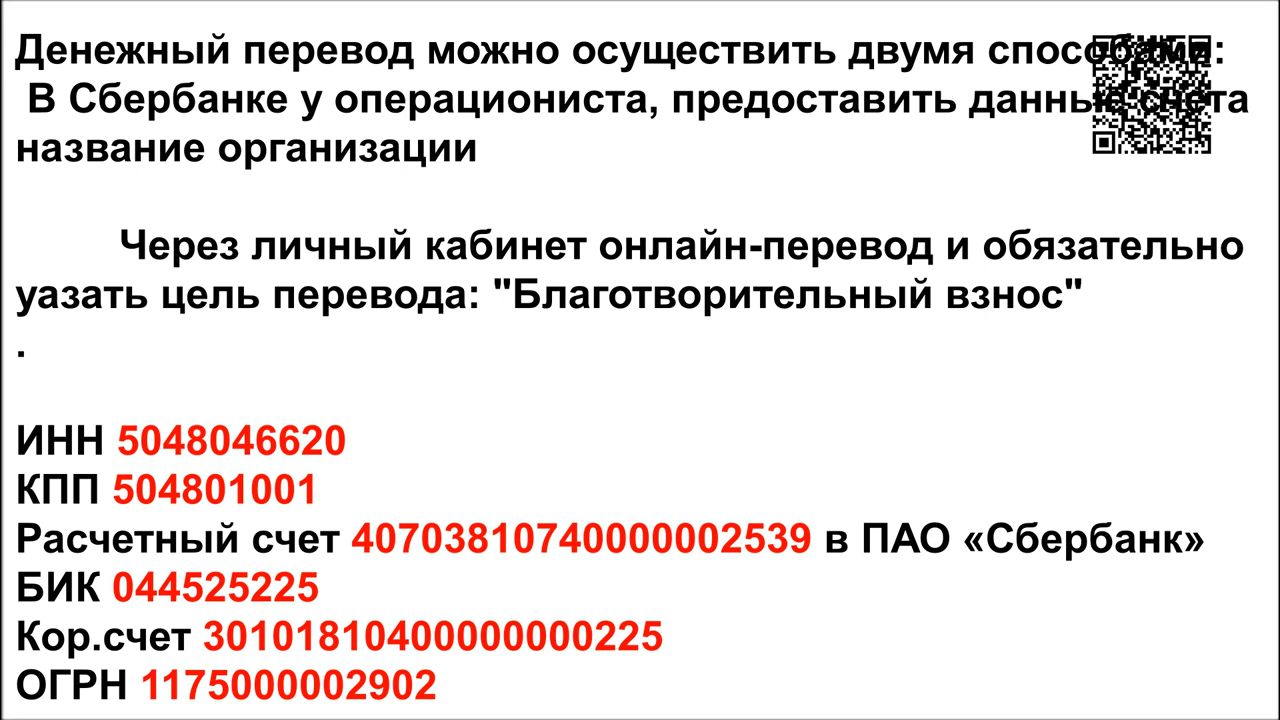 Денежный перевод можно осуществить двумя способами:
В Сбербанке у операциониста, предоставить данные счета
название организации
Через личный кабинет онлайн-перевод и обязательно
уазать цель перевода: "Благотворительный взнос"
.
ИНН 5048046620
КПП 504801001
Расчетный счет 40703810740000002539 в ПАО «Сбербанк»
БИК 044525225
Кор.счет 30101810400000000225
ОГРН 1175000002902